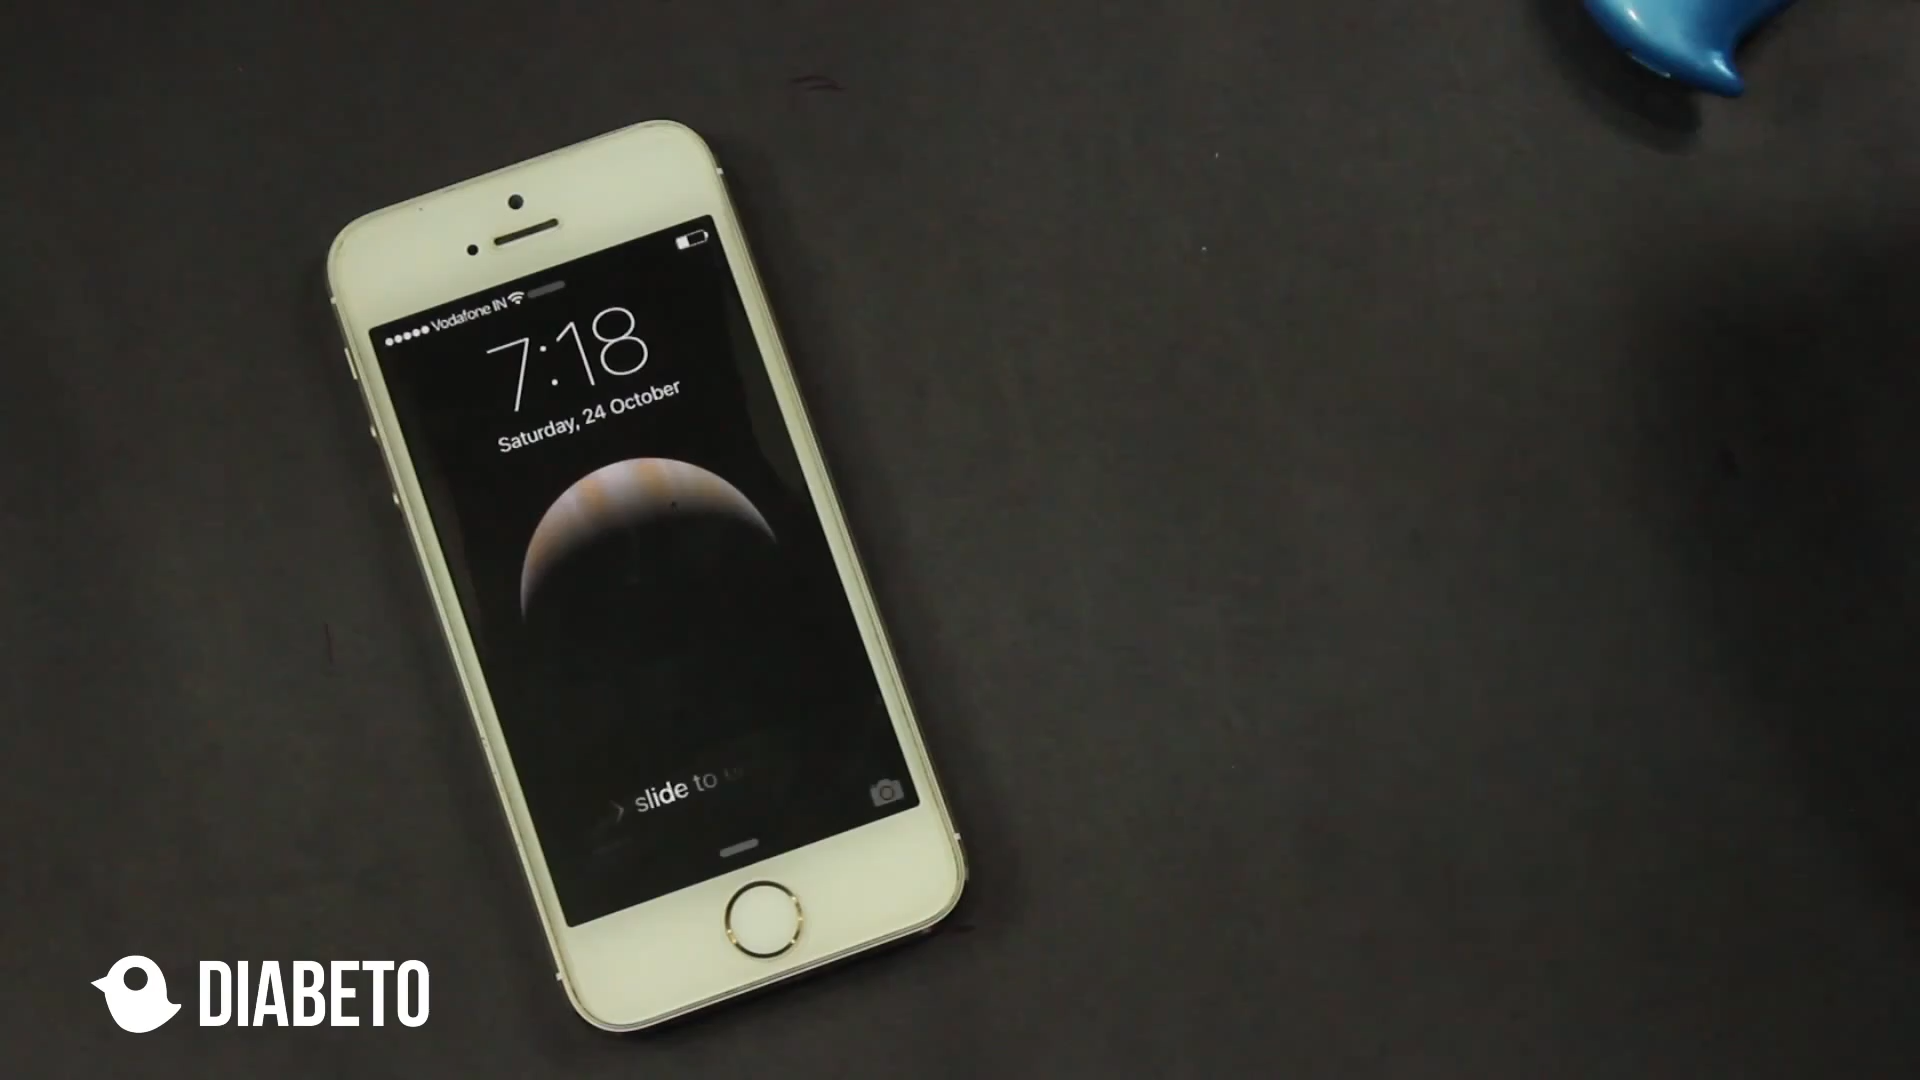 Vodafone IN
7:18
Saturday, 24 October
slide to
DIABETO